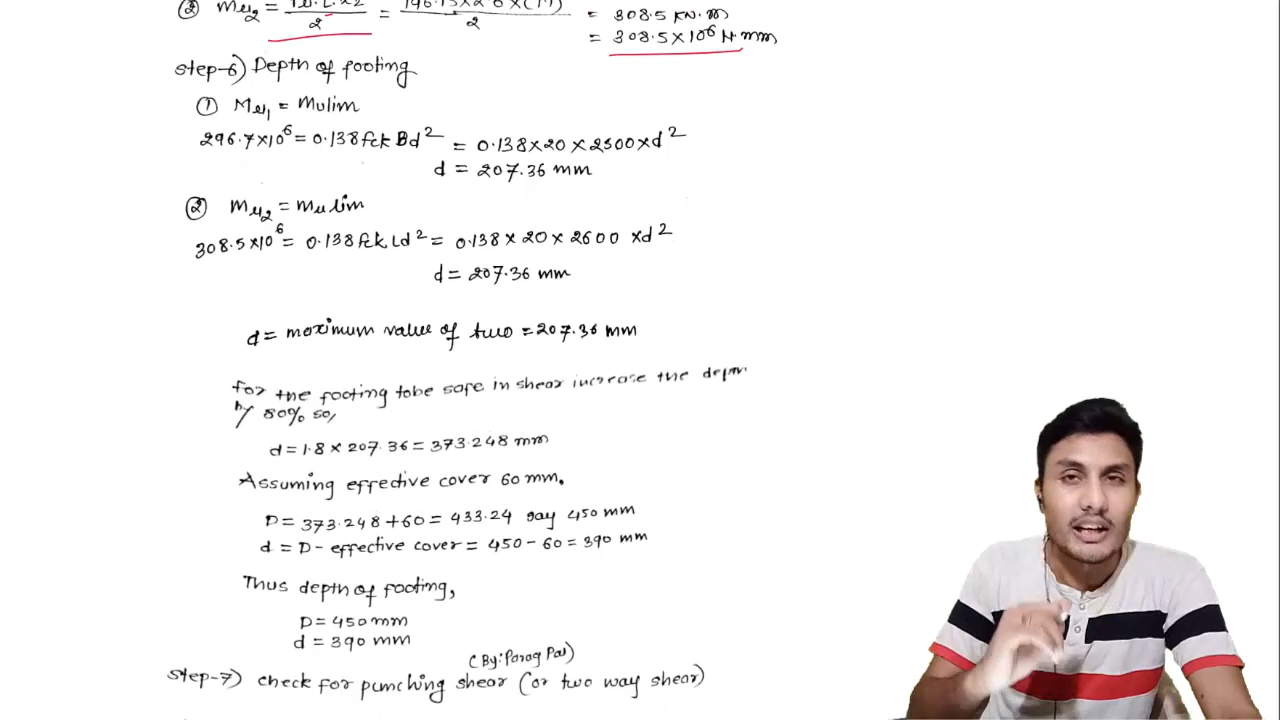 ② Mu₂ = = = 308.5 KN.m
2 2
= 308.5×10⁶ N.mm
Step-6) Depth of footing
① Mu₁ = Mulim
296.7×10⁶ = 0.138 fck Bd² = 0.138×20×2500×d²
d = 207.36 mm
② Mu₂ = Mulim
308.5×10⁶ = 0.138 fck Ld² = 0.138×20×2600×d²
d = 207.36 mm
d = maximum value of two = 207.36 mm
for the footing tobe safe in shear increase the depth
by 80% so,
d = 1.8×207.36 = 373.248 mm
Assuming effective cover 60 mm.
D = 373.248+60 = 433.24 say 450 mm
d = D - effective cover = 450-60 = 390 mm
Thus depth of footing,
D = 450 mm
d = 390 mm
(By: Parag Pal)
Step-7) check for punching shear (or two way shear)